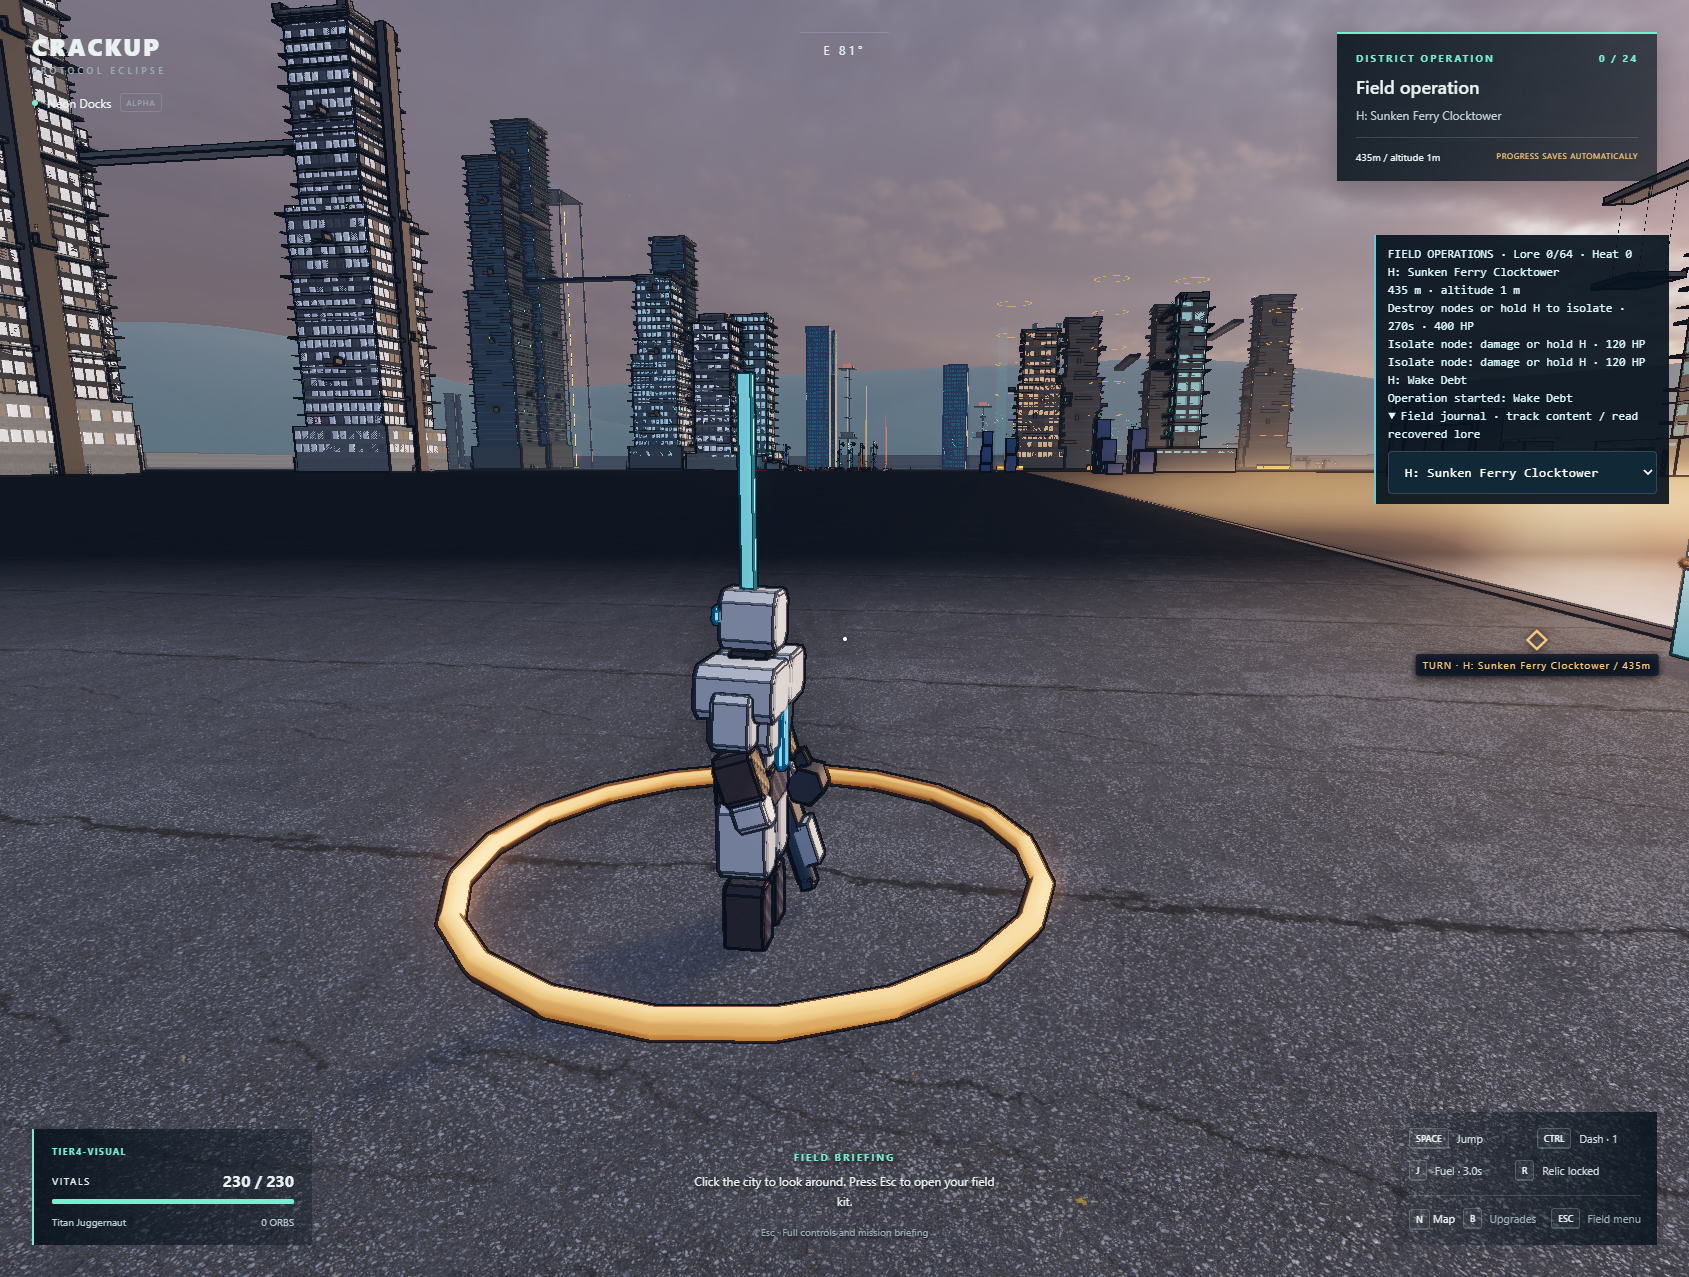 CRACKUP
PROTOCOL ECLIPSE
Neon Docks ALPHA
E 81°
DISTRICT OPERATION 0 / 24
Field operation
H: Sunken Ferry Clocktower
435m / altitude 1m PROGRESS SAVES AUTOMATICALLY
FIELD OPERATIONS · Lore 0/64 · Heat 0
H: Sunken Ferry Clocktower
435 m · altitude 1 m
Destroy nodes or hold H to isolate ·
270s · 400 HP
Isolate node: damage or hold H · 120 HP
Isolate node: damage or hold H · 120 HP
H: Wake Debt
Operation started: Wake Debt
▼ Field journal · track content / read
recovered lore
H: Sunken Ferry Clocktower
TURN · H: Sunken Ferry Clocktower / 435m
TIER4-VISUAL
VITALS 230 / 230
Titan Juggernaut 0 ORBS
FIELD BRIEFING
Click the city to look around. Press Esc to open your field
kit.
Esc · Full controls and mission briefing
SPACE Jump CTRL Dash · 1
J Fuel · 3.0s R Relic locked
N Map B Upgrades ESC Field menu